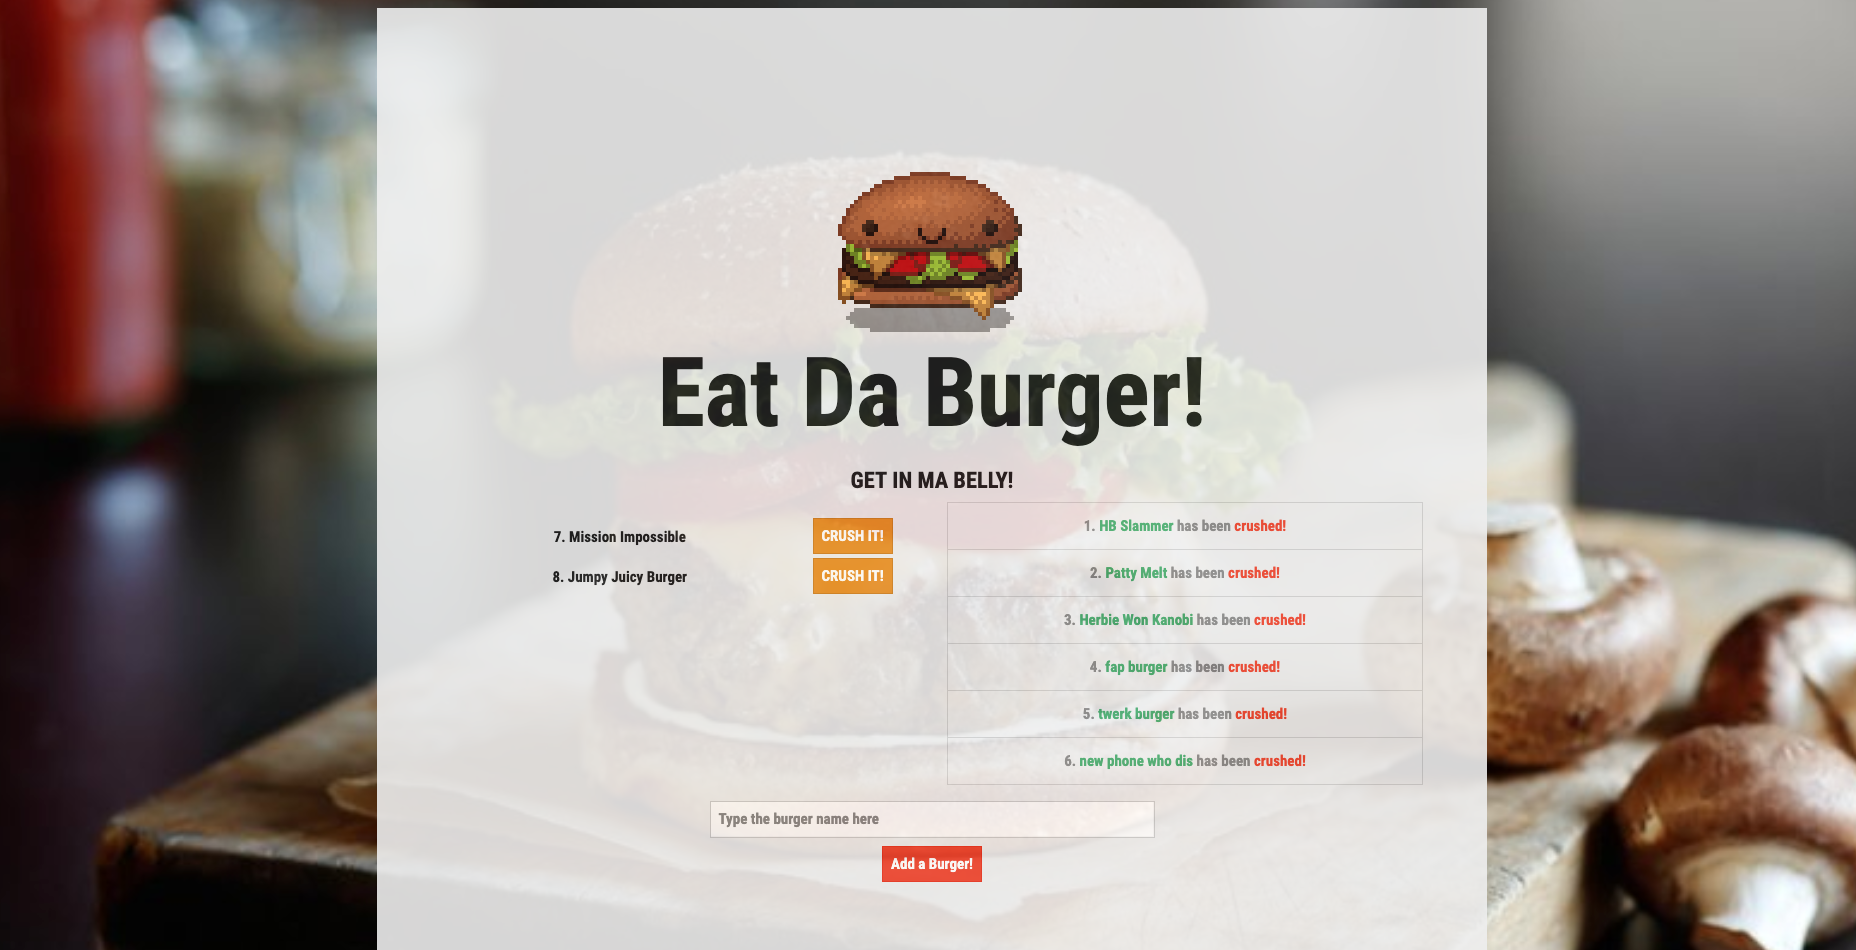 Eat Da Burger!
GET IN MA BELLY!
7. Mission Impossible
CRUSH IT!
8. Jumpy Juicy Burger
CRUSH IT!
1. HB Slammer has been crushed!
2. Patty Melt has been crushed!
3. Herbie Won Kanobi has been crushed!
4. fap burger has been crushed!
5. twerk burger has been crushed!
6. new phone who dis has been crushed!
Type the burger name here
Add a Burger!